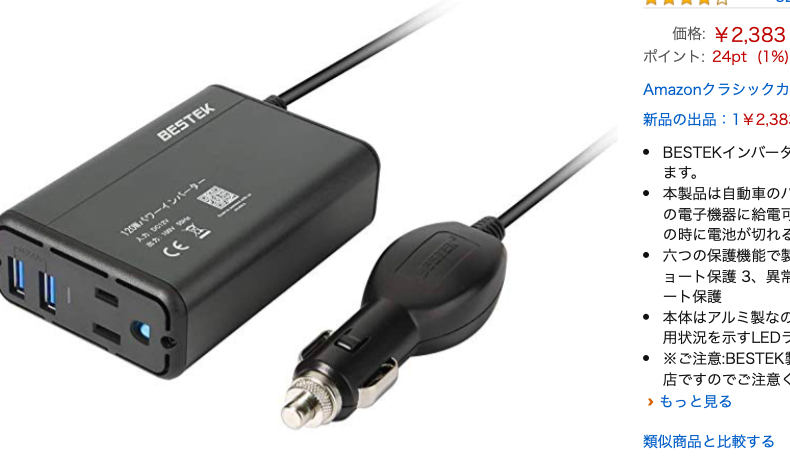 BESTEK
120Wパワーインバーター
入力：DC12V
出力：100V 50Hz
価格: ￥2,383
ポイント: 24pt (1%)
Amazonクラシックカ
新品の出品：1￥2,383
BESTEKインバータ
ます。
本製品は自動車の
の電子機器に給電可
の時に電池が切れる
六つの保護機能で
ョート保護 3、異常
ート保護
本体はアルミ製なの
用状況を示すLEDラ
※ご注意:BESTEK製
店ですのでご注意く
もっと見る
類似商品と比較する